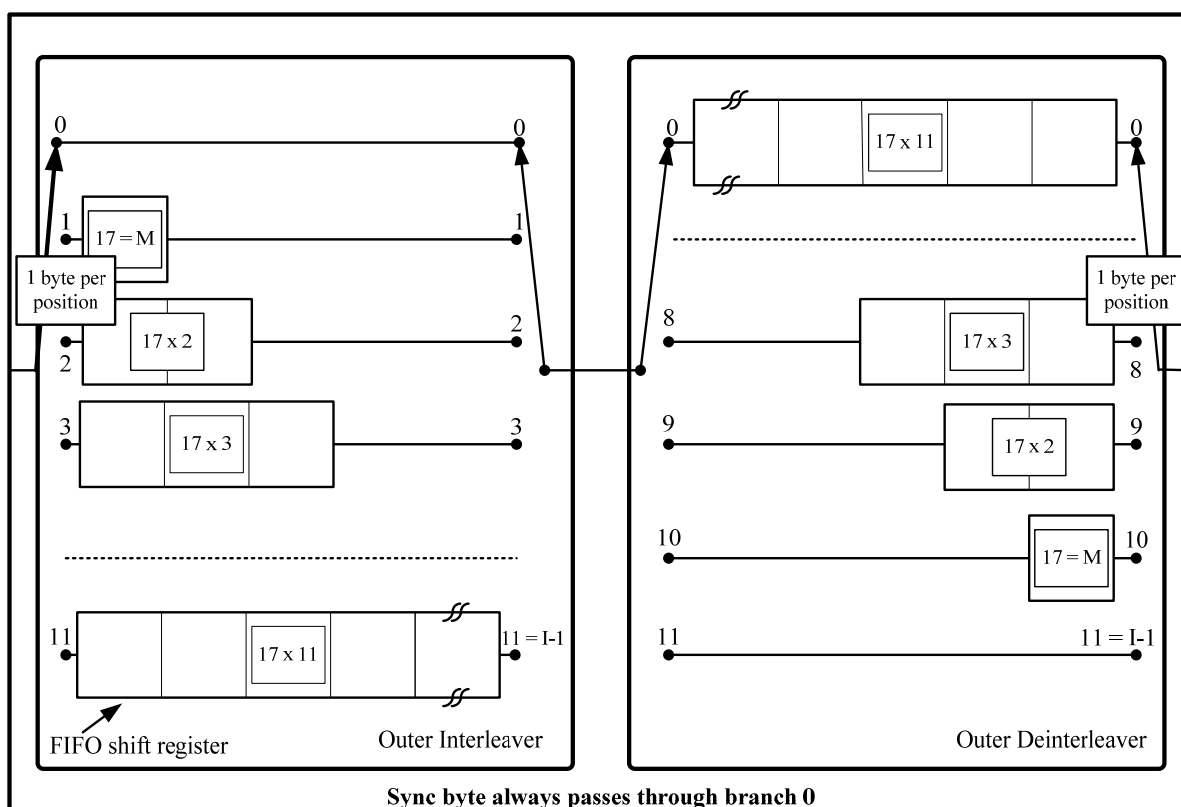 0
0
1
17 = M
1
1 byte per
position
2
17 x 2
2
3
17 x 3
3
11
17 x 11
11 = I-1
FIFO shift register
Outer Interleaver
0
17 x 11
0
1 byte per
position
8
17 x 3
8
9
17 x 2
9
10
17 = M
10
11
11 = I-1
Outer Deinterleaver
Sync byte always passes through branch 0